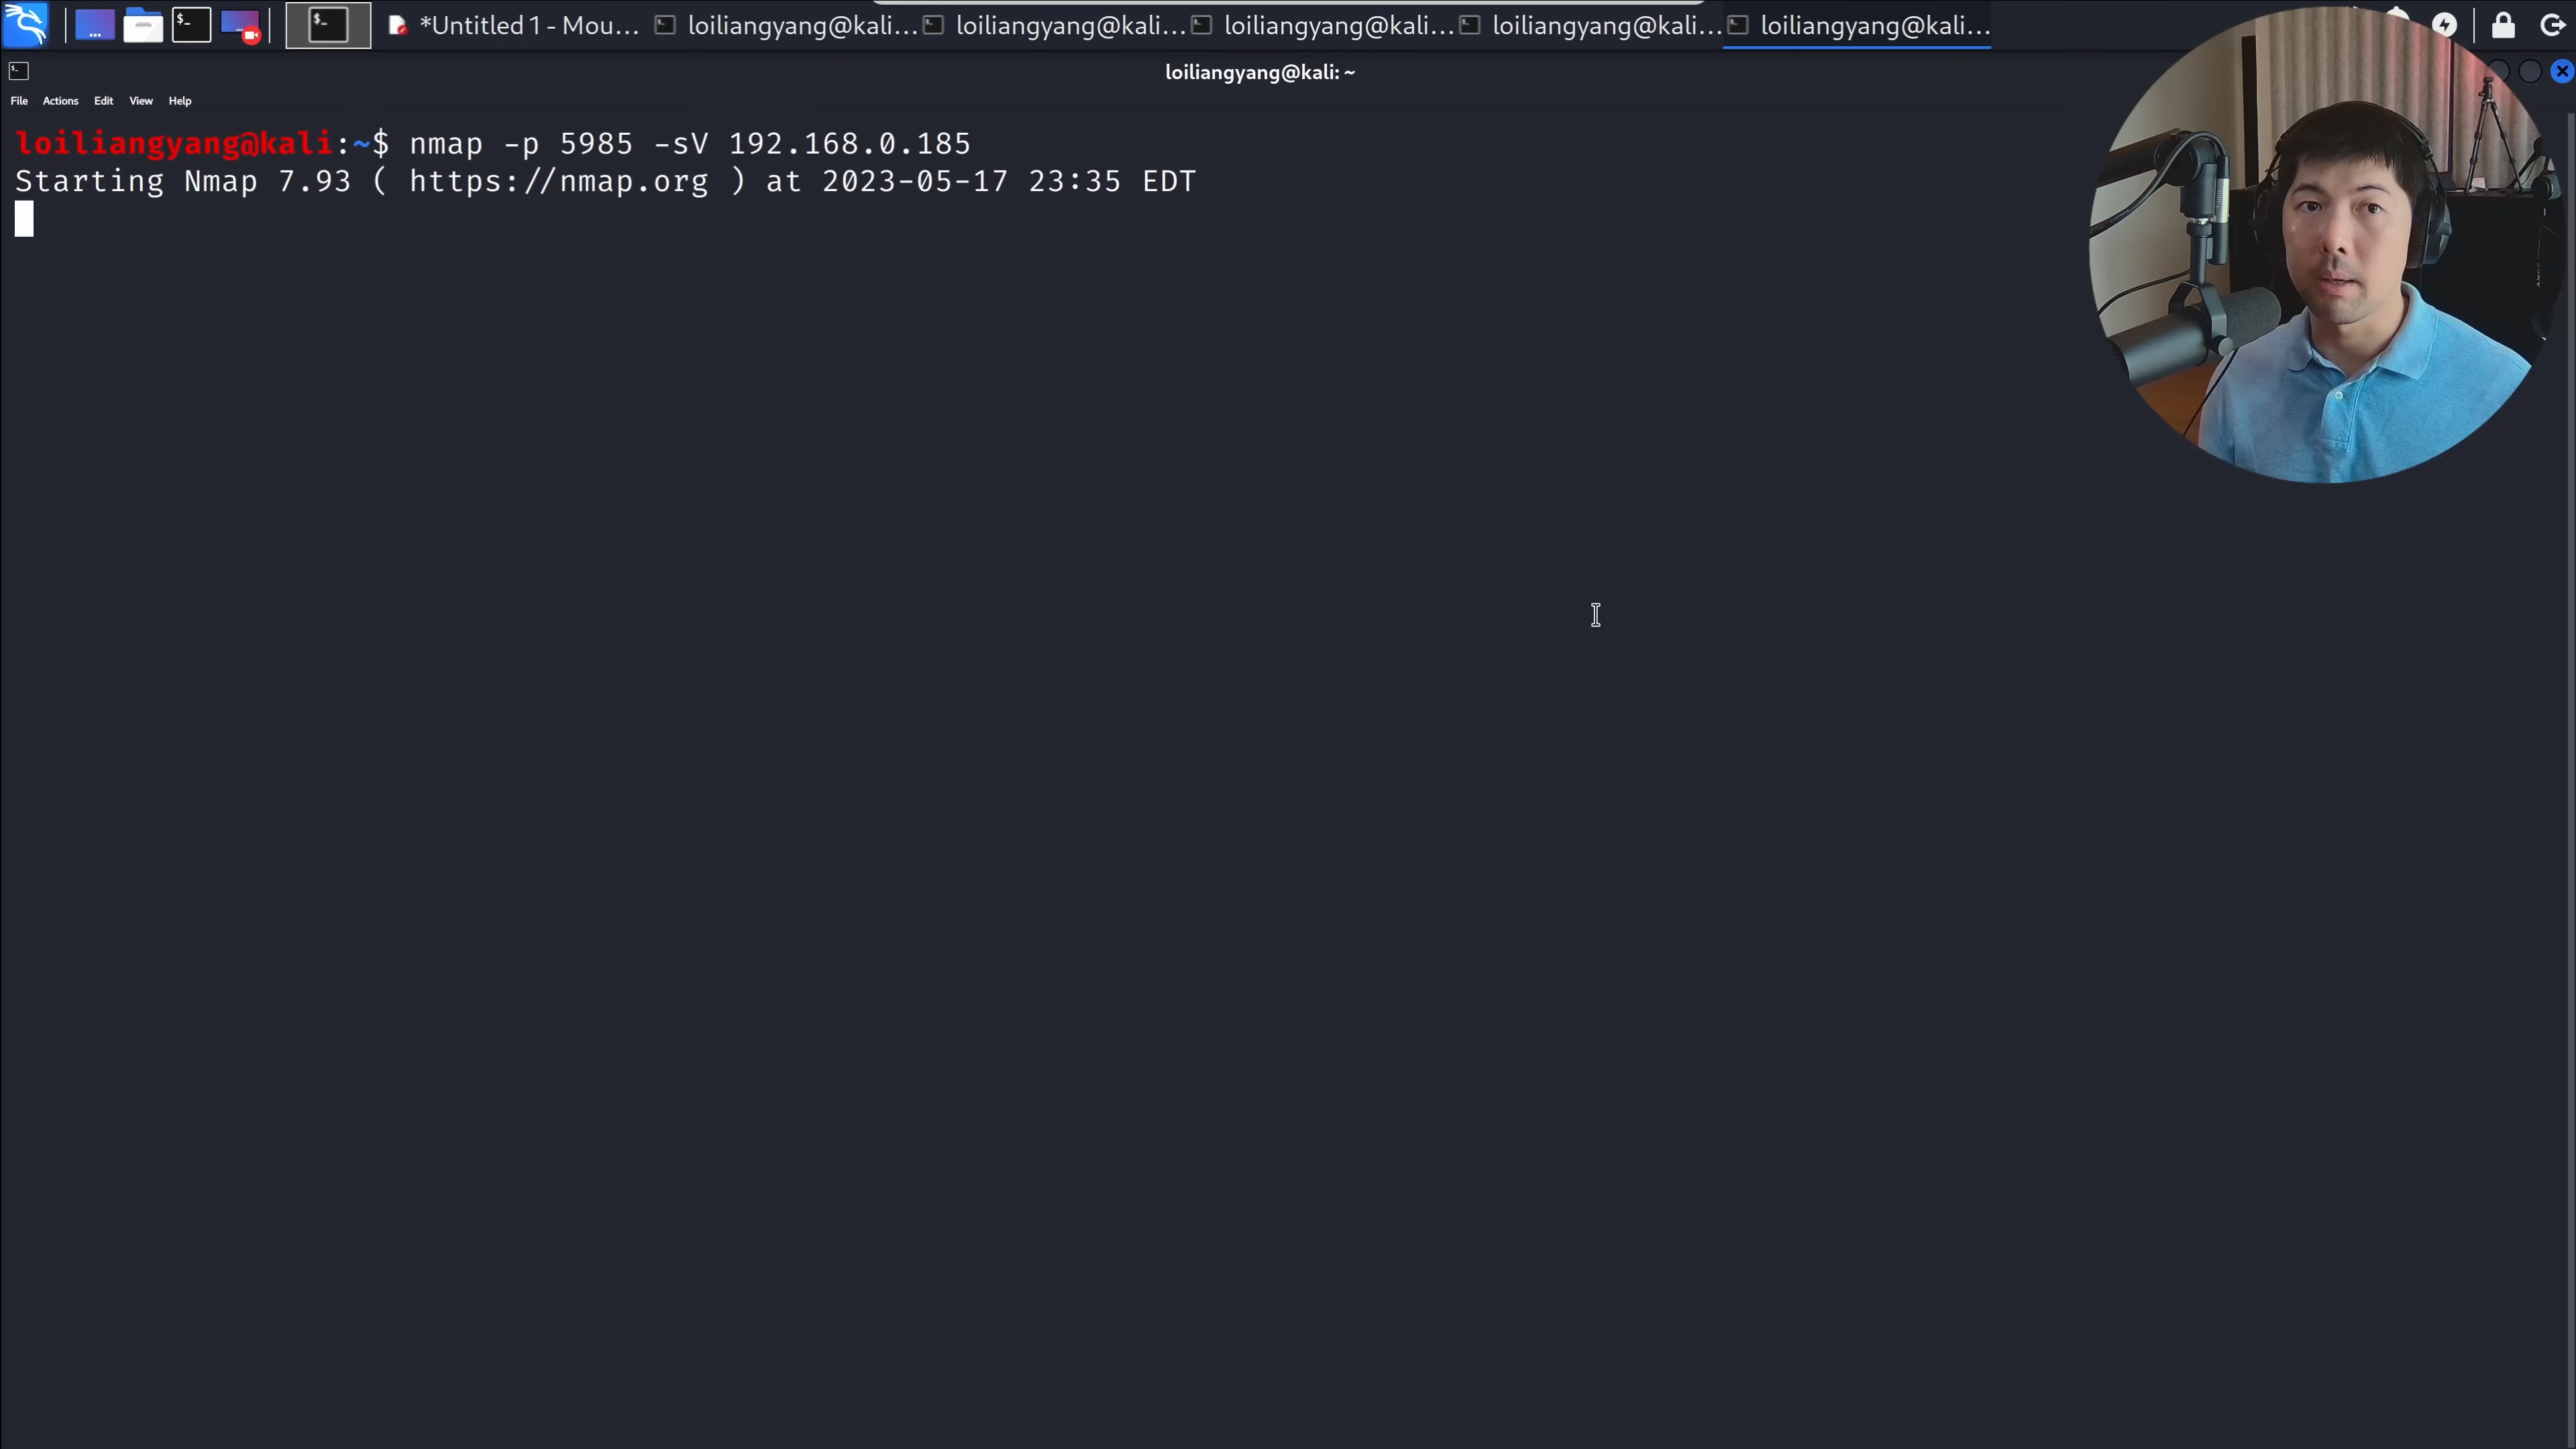 *Untitled 1 - Mou...
loiliangyang@kali...
loiliangyang@kali...
loiliangyang@kali...
loiliangyang@kali...
loiliangyang@kali...
loiliangyang@kali: ~
File Actions Edit View Help
loiliangyang@kali:~$ nmap -p 5985 -sV 192.168.0.185
Starting Nmap 7.93 ( https://nmap.org ) at 2023-05-17 23:35 EDT